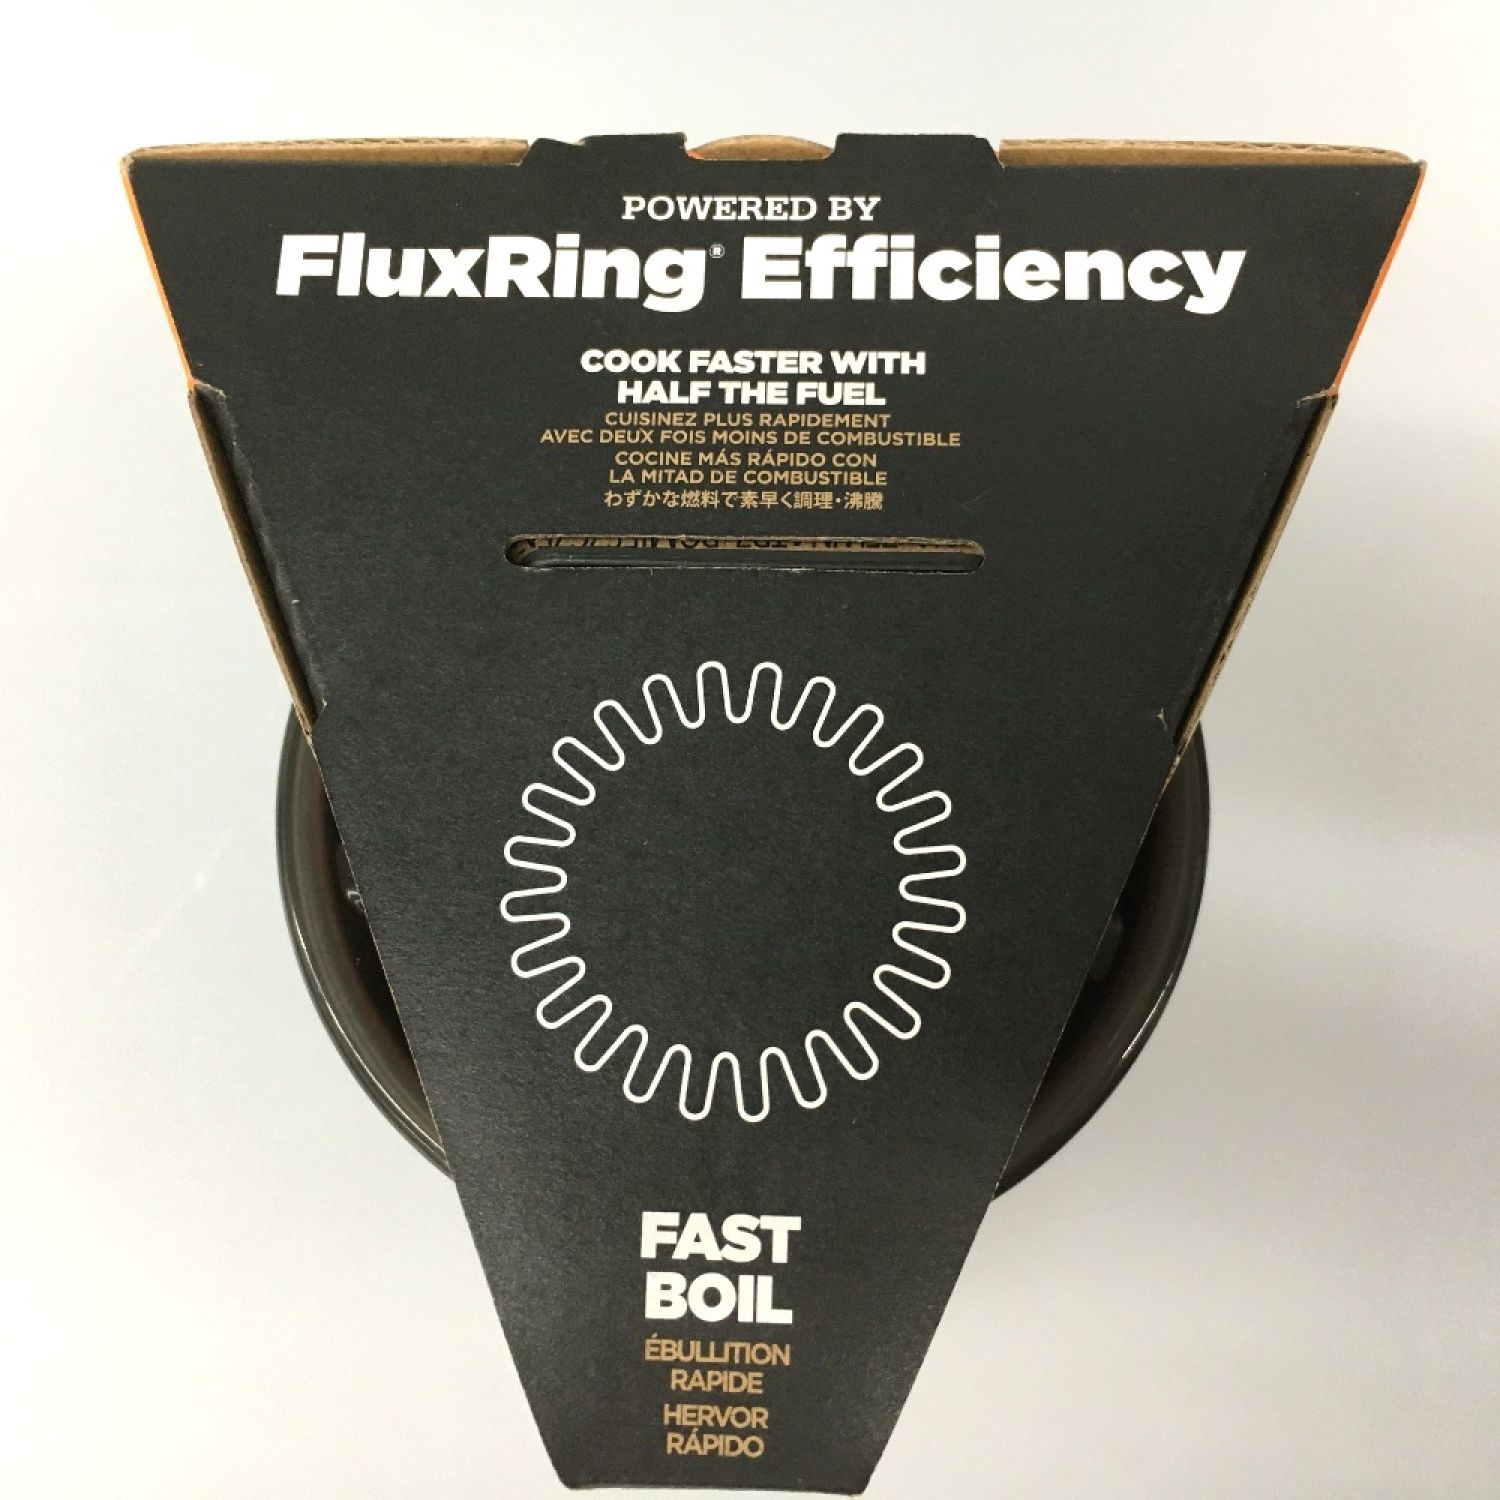 POWERED BY
FluxRing® Efficiency
COOK FASTER WITH
HALF THE FUEL
CUISINEZ PLUS RAPIDEMENT
AVEC DEUX FOIS MOINS DE COMBUSTIBLE
COCINE MÁS RÁPIDO CON
LA MITAD DE COMBUSTIBLE
わずかな燃料で素早く調理・沸騰
FAST
BOIL
ÉBULLITION
RAPIDE
HERVOR
RÁPIDO